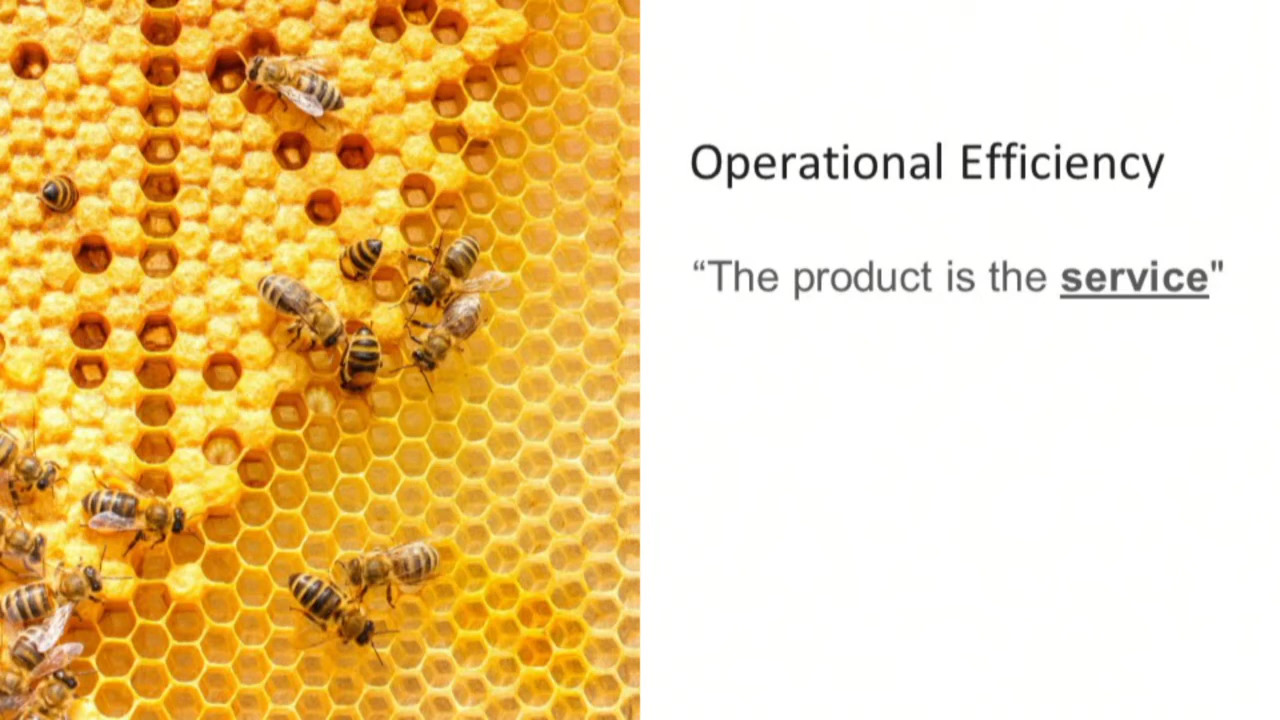 Operational Efficiency
“The product is the service"